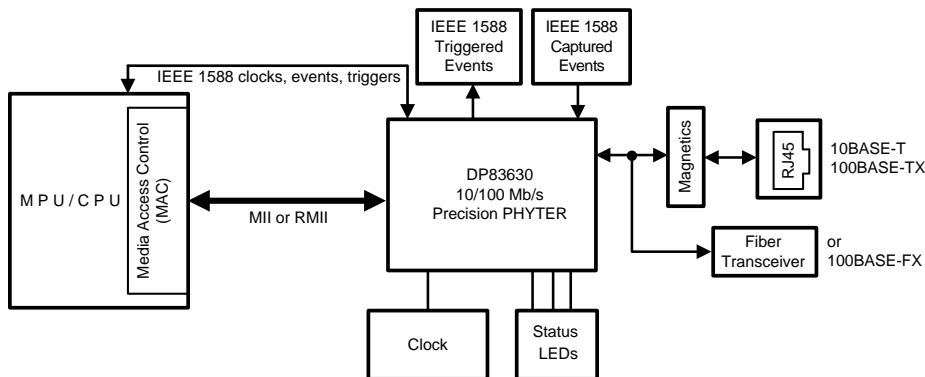 IEEE 1588
Triggered
Events
IEEE 1588
Captured
Events
IEEE 1588 clocks, events, triggers
MPU/CPU
Media Access Control
(MAC)
MII or RMII
DP83630
10/100 Mb/s
Precision PHYTER
Magnetics
RJ45
10BASE-T
100BASE-TX
Fiber
Transceiver
or
100BASE-FX
Clock
Status
LEDs